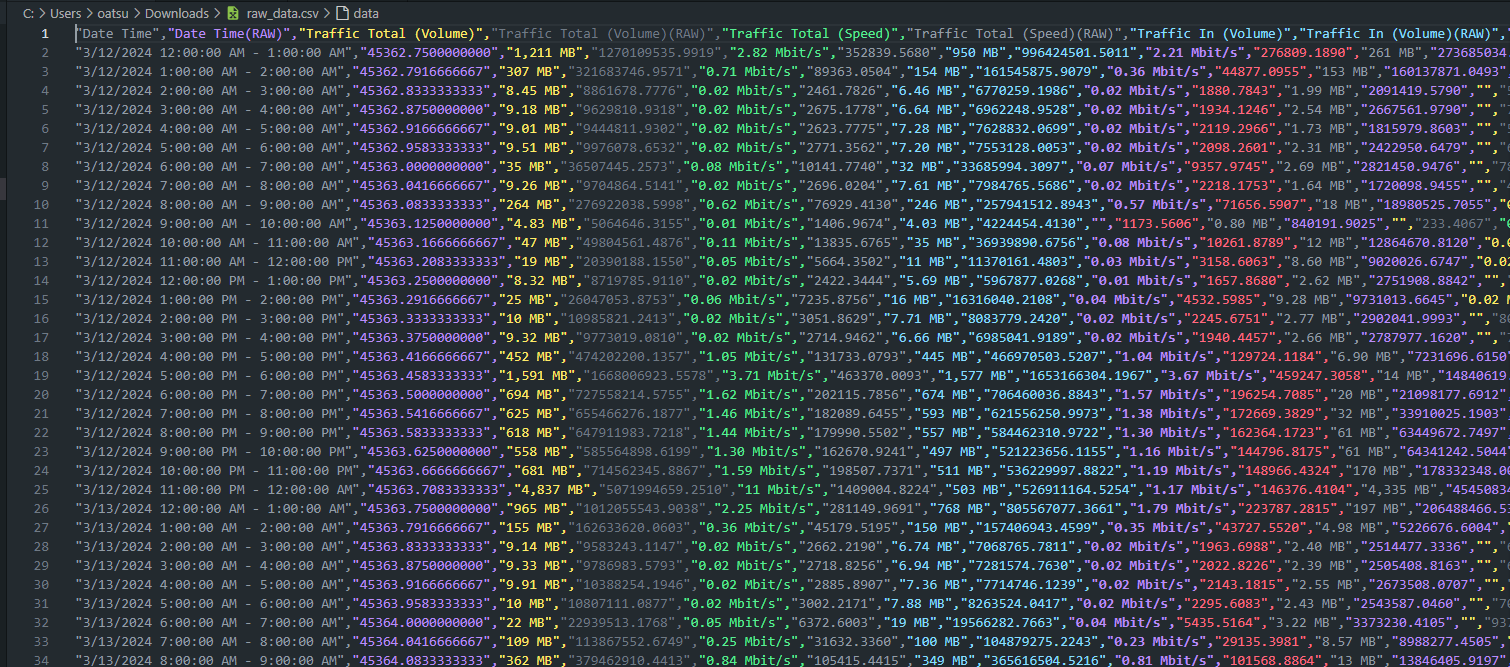 C: > Users > oatsu > Downloads > raw_data.csv > data
1 "Date Time","Date Time(RAW)","Traffic Total (Volume)","Traffic Total (Volume)(RAW)","Traffic Total (Speed)","Traffic Total (Speed)(RAW)","Traffic In (Volume)","Traffic In (Volume)(RAW)","
2 "3/12/2024 12:00:00 AM - 1:00:00 AM","45362.7500000000","1,211 MB","1270109535.9919","2.82 Mbit/s","352839.5680","950 MB","996424501.5011","2.21 Mbit/s","276809.1890","261 MB","273685034.
3 "3/12/2024 1:00:00 AM - 2:00:00 AM","45362.7916666667","307 MB","321683746.9571","0.71 Mbit/s","89363.0504","154 MB","161545875.9079","0.36 Mbit/s","44877.0955","153 MB","160137871.0493",
4 "3/12/2024 2:00:00 AM - 3:00:00 AM","45362.8333333333","8.45 MB","8861678.7776","0.02 Mbit/s","2461.7826","6.46 MB","6770259.1986","0.02 Mbit/s","1880.7843","1.99 MB","2091419.5790","","
5 "3/12/2024 3:00:00 AM - 4:00:00 AM","45362.8750000000","9.18 MB","9629810.9318","0.02 Mbit/s","2675.1778","6.64 MB","6962248.9528","0.02 Mbit/s","1934.1246","2.54 MB","2667561.9790","","
6 "3/12/2024 4:00:00 AM - 5:00:00 AM","45362.9166666667","9.01 MB","9444811.9302","0.02 Mbit/s","2623.7775","7.28 MB","7628832.0699","0.02 Mbit/s","2119.2966","1.73 MB","1815979.8603","","
7 "3/12/2024 5:00:00 AM - 6:00:00 AM","45362.9583333333","9.51 MB","9976078.6532","0.02 Mbit/s","2771.3562","7.20 MB","7553128.0053","0.02 Mbit/s","2098.2601","2.31 MB","2422950.6479","","
8 "3/12/2024 6:00:00 AM - 7:00:00 AM","45363.0000000000","35 MB","36507445.2573","0.08 Mbit/s","10141.7740","32 MB","33685994.3097","0.07 Mbit/s","9357.9745","2.69 MB","2821450.9476","","
9 "3/12/2024 7:00:00 AM - 8:00:00 AM","45363.0416666667","9.26 MB","9704864.5141","0.02 Mbit/s","2696.0204","7.61 MB","7984765.5686","0.02 Mbit/s","2218.1753","1.64 MB","1720098.9455","","
10 "3/12/2024 8:00:00 AM - 9:00:00 AM","45363.0833333333","264 MB","276922038.5998","0.62 Mbit/s","76929.4130","246 MB","257941512.8943","0.57 Mbit/s","71656.5907","18 MB","18980525.7055","0
11 "3/12/2024 9:00:00 AM - 10:00:00 AM","45363.1250000000","4.83 MB","5064646.3155","0.01 Mbit/s","1406.9674","4.03 MB","4224454.4130","","1173.5606","0.80 MB","840191.9025","","233.4067","
12 "3/12/2024 10:00:00 AM - 11:00:00 AM","45363.1666666667","47 MB","49804561.4876","0.11 Mbit/s","13835.6765","35 MB","36939890.6756","0.08 Mbit/s","10261.8789","12 MB","12864670.8120","0.0
13 "3/12/2024 11:00:00 AM - 12:00:00 PM","45363.2083333333","19 MB","20390188.1550","0.05 Mbit/s","5664.3502","11 MB","11370161.4803","0.03 Mbit/s","3158.6063","8.60 MB","9020026.6747","0.02
14 "3/12/2024 12:00:00 PM - 1:00:00 PM","45363.2500000000","8.32 MB","8719785.9110","0.02 Mbit/s","2422.3444","5.69 MB","5967877.0268","0.01 Mbit/s","1657.8680","2.62 MB","2751908.8842","",
15 "3/12/2024 1:00:00 PM - 2:00:00 PM","45363.2916666667","25 MB","26047053.8753","0.06 Mbit/s","7235.8756","16 MB","16316040.2108","0.04 Mbit/s","4532.5985","9.28 MB","9731013.6645","0.02 M
16 "3/12/2024 2:00:00 PM - 3:00:00 PM","45363.3333333333","10 MB","10985821.2413","0.02 Mbit/s","3051.8629","7.71 MB","8083779.2420","0.02 Mbit/s","2245.6751","2.77 MB","2902041.9993","","80
17 "3/12/2024 3:00:00 PM - 4:00:00 PM","45363.3750000000","9.32 MB","9773019.0810","0.02 Mbit/s","2714.9462","6.66 MB","6985041.9189","0.02 Mbit/s","1940.4457","2.66 MB","2787977.1620","","
18 "3/12/2024 4:00:00 PM - 5:00:00 PM","45363.4166666667","452 MB","474202200.1357","1.05 Mbit/s","131733.0793","445 MB","466970503.5207","1.04 Mbit/s","129724.1184","6.90 MB","7231696.6150"
19 "3/12/2024 5:00:00 PM - 6:00:00 PM","45363.4583333333","1,591 MB","1668006923.5578","3.71 Mbit/s","463370.0093","1,577 MB","1653166304.1967","3.67 Mbit/s","459247.3058","14 MB","14840619.
20 "3/12/2024 6:00:00 PM - 7:00:00 PM","45363.5000000000","694 MB","727558814.5755","1.62 Mbit/s","202115.7856","674 MB","706460036.8843","1.57 Mbit/s","196254.7085","20 MB","21098177.6912",
21 "3/12/2024 7:00:00 PM - 8:00:00 PM","45363.5416666667","625 MB","655466276.1877","1.46 Mbit/s","182089.6455","593 MB","621556250.9973","1.38 Mbit/s","172669.3829","32 MB","33910025.1903",
22 "3/12/2024 8:00:00 PM - 9:00:00 PM","45363.5833333333","618 MB","647911983.7218","1.44 Mbit/s","179990.5502","557 MB","584462310.9722","1.30 Mbit/s","162364.1723","61 MB","63449672.7497",
23 "3/12/2024 9:00:00 PM - 10:00:00 PM","45363.6250000000","558 MB","585564898.6199","1.30 Mbit/s","162670.9241","497 MB","521223656.1155","1.16 Mbit/s","144796.8175","61 MB","64341242.5044
24 "3/12/2024 10:00:00 PM - 11:00:00 PM","45363.6666666667","681 MB","714562345.8867","1.59 Mbit/s","198507.7371","511 MB","536229997.8822","1.19 Mbit/s","148966.4324","170 MB","178332348.00
25 "3/12/2024 11:00:00 PM - 12:00:00 AM","45363.7083333333","4,837 MB","5071994659.2510","11 Mbit/s","1409004.8224","503 MB","526911164.5254","1.17 Mbit/s","146376.4104","4,335 MB","45450834
26 "3/13/2024 12:00:00 AM - 1:00:00 AM","45363.7500000000","965 MB","1012055543.9038","2.25 Mbit/s","281149.9691","768 MB","805567077.3661","1.79 Mbit/s","223787.2815","197 MB","206488466.53
27 "3/13/2024 1:00:00 AM - 2:00:00 AM","45363.7916666667","155 MB","162633620.0603","0.36 Mbit/s","45179.5195","150 MB","157406943.4599","0.35 Mbit/s","43727.5520","4.98 MB","5226676.6004","
28 "3/13/2024 2:00:00 AM - 3:00:00 AM","45363.8333333333","9.14 MB","9583243.1147","0.02 Mbit/s","2662.2190","6.74 MB","7068765.7811","0.02 Mbit/s","1963.6988","2.40 MB","2514477.3336","","
29 "3/13/2024 3:00:00 AM - 4:00:00 AM","45363.8750000000","9.33 MB","9786983.5793","0.02 Mbit/s","2718.8256","6.94 MB","7281574.7630","0.02 Mbit/s","2022.8226","2.39 MB","2505408.8163","","
30 "3/13/2024 4:00:00 AM - 5:00:00 AM","45363.9166666667","9.91 MB","10388254.1946","0.02 Mbit/s","2885.8907","7.36 MB","7714746.1239","0.02 Mbit/s","2143.1815","2.55 MB","2673508.0707","","
31 "3/13/2024 5:00:00 AM - 6:00:00 AM","45363.9583333333","10 MB","10807111.0877","0.02 Mbit/s","3002.2171","7.88 MB","8263524.0417","0.02 Mbit/s","2295.6083","2.43 MB","2543587.0460","","70
32 "3/13/2024 6:00:00 AM - 7:00:00 AM","45364.0000000000","22 MB","22939513.1768","0.05 Mbit/s","6372.6003","19 MB","19566282.7663","0.04 Mbit/s","5435.5164","3.22 MB","3373230.4105","","937
33 "3/13/2024 7:00:00 AM - 8:00:00 AM","45364.0416666667","109 MB","113867552.6749","0.25 Mbit/s","31632.3360","100 MB","104879275.2243","0.23 Mbit/s","29135.3981","8.57 MB","8988277.4505","
34 "3/13/2024 8:00:00 AM - 9:00:00 AM","45364.0833333333","362 MB","379462910.4413","0.84 Mbit/s","105415.4415","349 MB","365616504.5216","0.81 Mbit/s","101568.8864","13 MB","13846405.9197"